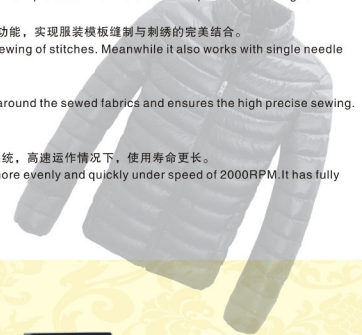 功能，实现服装模板缝制与刺绣的完美结合。
ewing of stitches. Meanwhile it also works with single needle
around the sewed fabrics and ensures the high precise sewing.
统，高速运作情况下，使用寿命更长。
ore evenly and quickly under speed of 2000RPM.It has fully